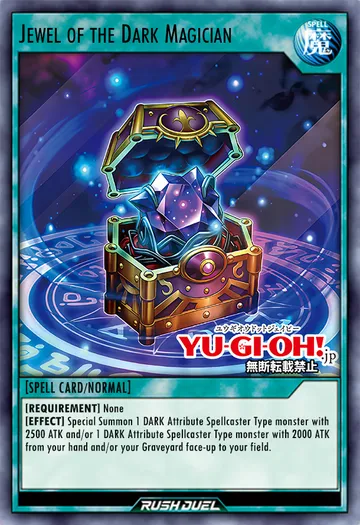 JEWEL OF THE DARK MAGICIAN
SPELL
魔
ユウギオウドットジェイピー
YU-GI-OH!.jp
無断転載禁止
[SPELL CARD/NORMAL]
[REQUIREMENT] None
[EFFECT] Special Summon 1 DARK Attribute Spellcaster Type monster with
2500 ATK and/or 1 DARK Attribute Spellcaster Type monster with 2000 ATK
from your hand and/or your Graveyard face-up to your field.
RUSH DUEL